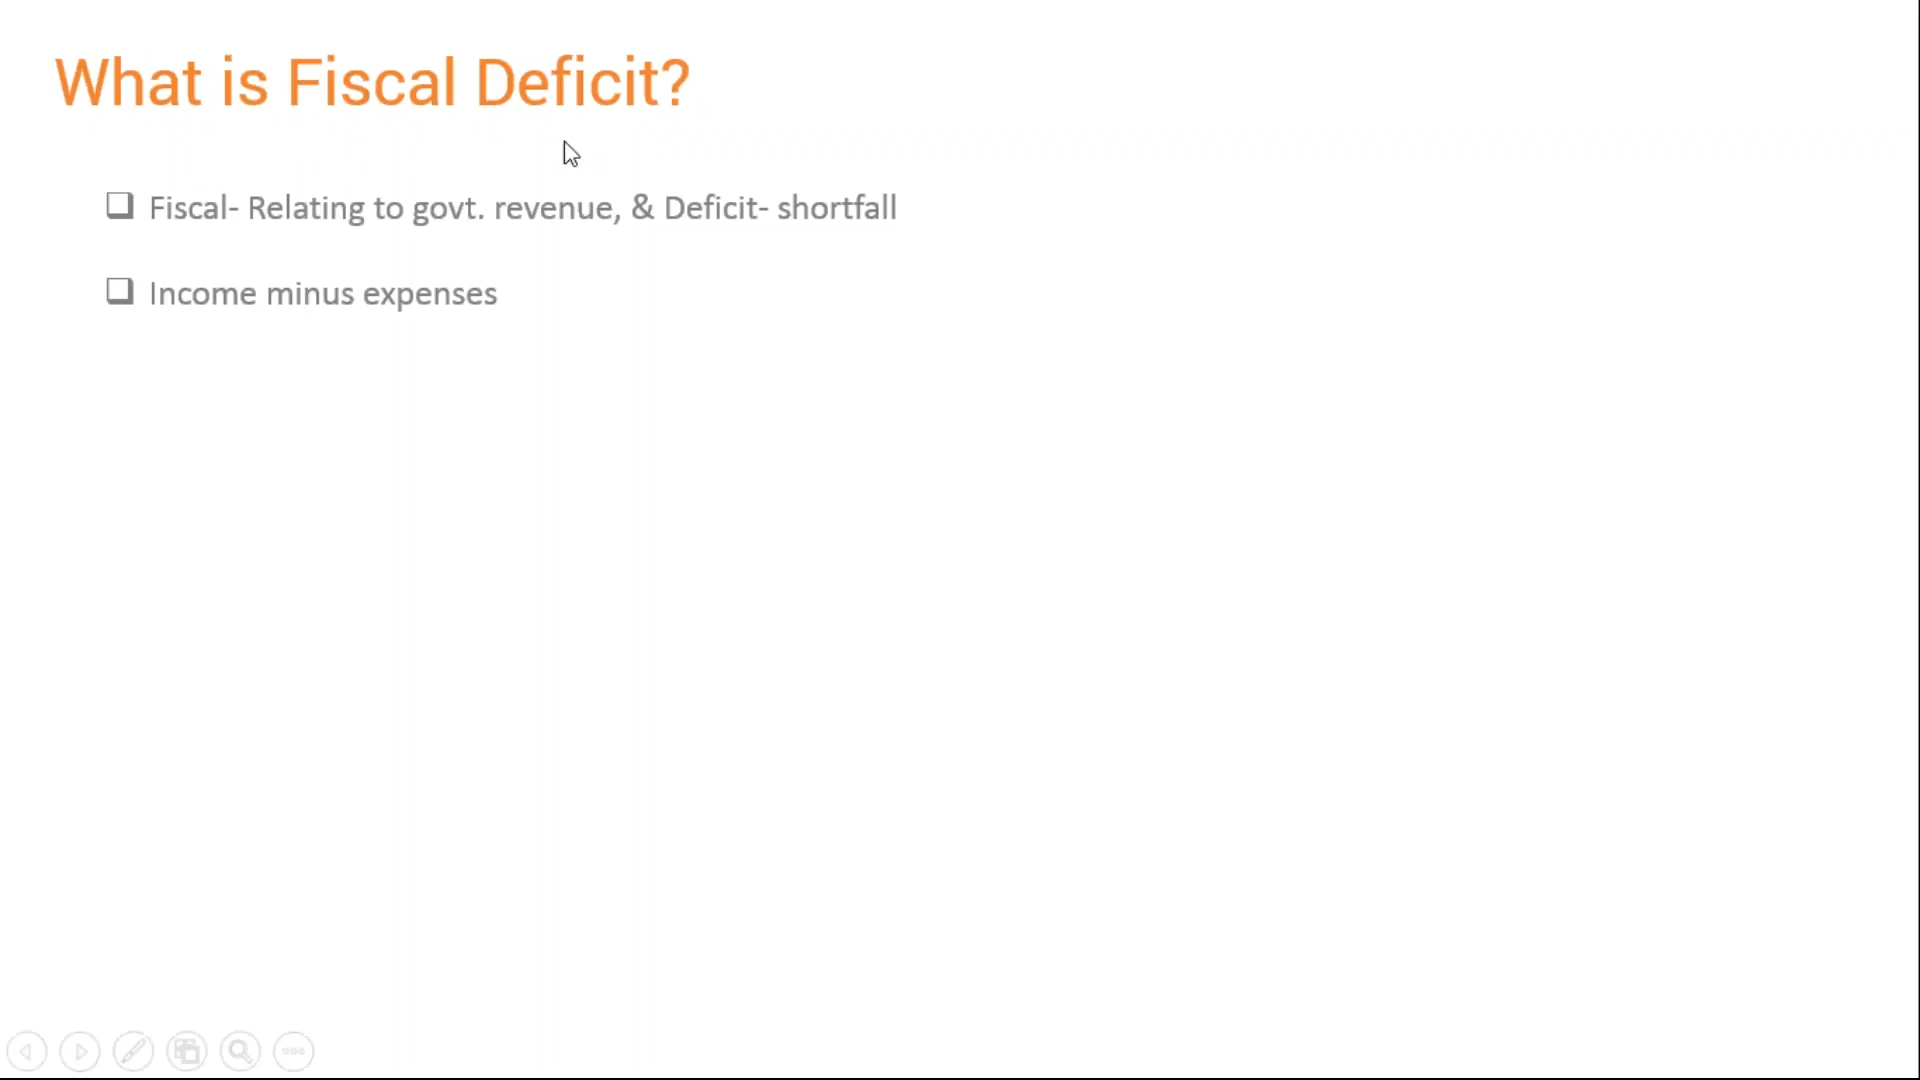 What is Fiscal Deficit?
Fiscal- Relating to govt. revenue, & Deficit- shortfall
Income minus expenses